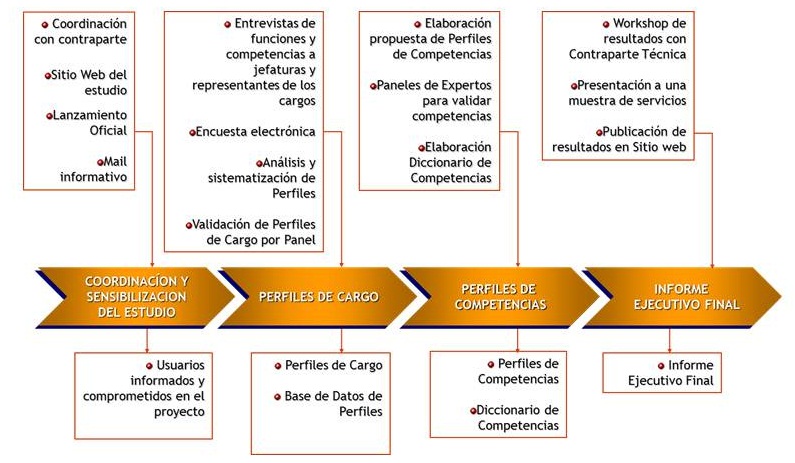 Coordinación
con contraparte
Sitio Web del
estudio
Lanzamiento
Oficial
Mail
informativo
Entrevistas de
funciones y
competencias a
jefaturas y
representantes de los
cargos
Encuesta electrónica
Análisis y
sistematización de
Perfiles
Validación de Perfiles
de Cargo por Panel
Elaboración
propuesta de Perfiles
de Competencias
Paneles de Expertos
para validar
competencias
Elaboración
Diccionario de
Competencias
Workshop de
resultados con
Contraparte Técnica
Presentación a una
muestra de servicios
Publicación de
resultados en Sitio web
COORDINACÍON Y
SENSIBILIZACION
DEL ESTUDIO
PERFILES DE CARGO
PERFILES DE
COMPETENCIAS
INFORME
EJECUTIVO FINAL
Usuarios
informados y
comprometidos en el
proyecto
Perfiles de Cargo
Base de Datos de
Perfiles
Perfiles de
Competencias
Diccionario de
Competencias
Informe
Ejecutivo Final